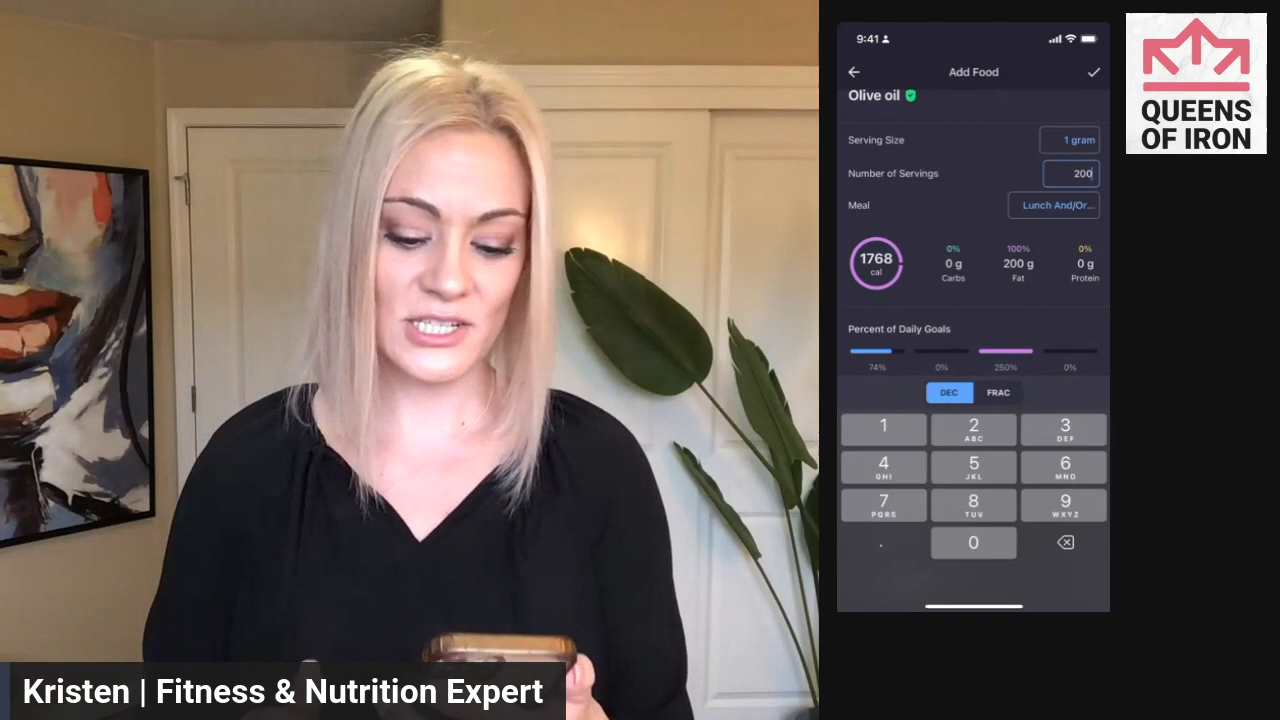 9:41
Add Food
Olive oil
Serving Size
1 gram
Number of Servings
200
Meal
Lunch And/Or...
1768
cal
0%
0 g
Carbs
100%
200 g
Fat
0%
0 g
Protein
Percent of Daily Goals
74%
0%
250%
0%
DEC
FRAC
1
2
ABC
3
DEF
4
GHI
5
JKL
6
MNO
7
PQRS
8
TUV
9
WXYZ
.
0
QUEENS
OF IRON
Kristen | Fitness & Nutrition Expert